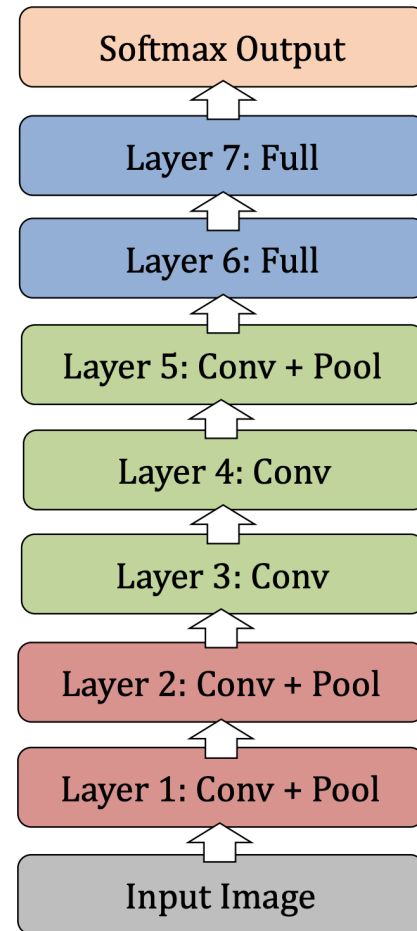 Softmax Output
Layer 7: Full
Layer 6: Full
Layer 5: Conv + Pool
Layer 4: Conv
Layer 3: Conv
Layer 2: Conv + Pool
Layer 1: Conv + Pool
Input Image